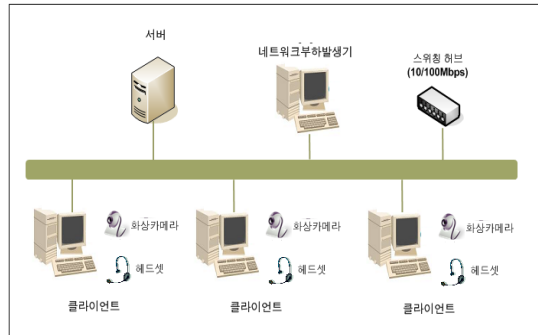 서버
네트워크부하발생기
스위칭 허브
(10/100Mbps)
화상카메라
헤드셋
클라이언트
화상카메라
헤드셋
클라이언트
화상카메라
헤드셋
클라이언트